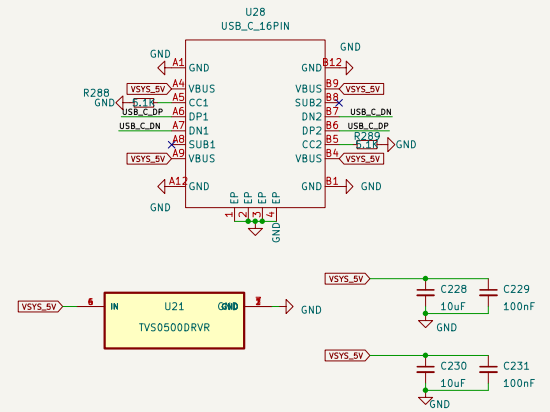 U28
USB_C_16PIN
GND A1 GND GND B12 GND
VSYS_5V A4 VBUS VBUS B9 VSYS_5V
R288
GND 5.1K A5 CC1 SUB2 B8
USB_C_DP A6 DP1 DN2 B7 USB_C_DN
USB_C_DN A7 DN1 DP2 B6 USB_C_DP
R289
A8 SUB1 CC2 B5 5.1K GND
VSYS_5V A9 VBUS VBUS B4 VSYS_5V
GND A12 GND GND B1 GND
EP EP EP EP
1 2 3 4
GND
VSYS_5V 6 IN U21 GND GND
TVS0500DRVR
VSYS_5V
C228 C229
10uF 100nF
GND
VSYS_5V
C230 C231
10uF 100nF
GND